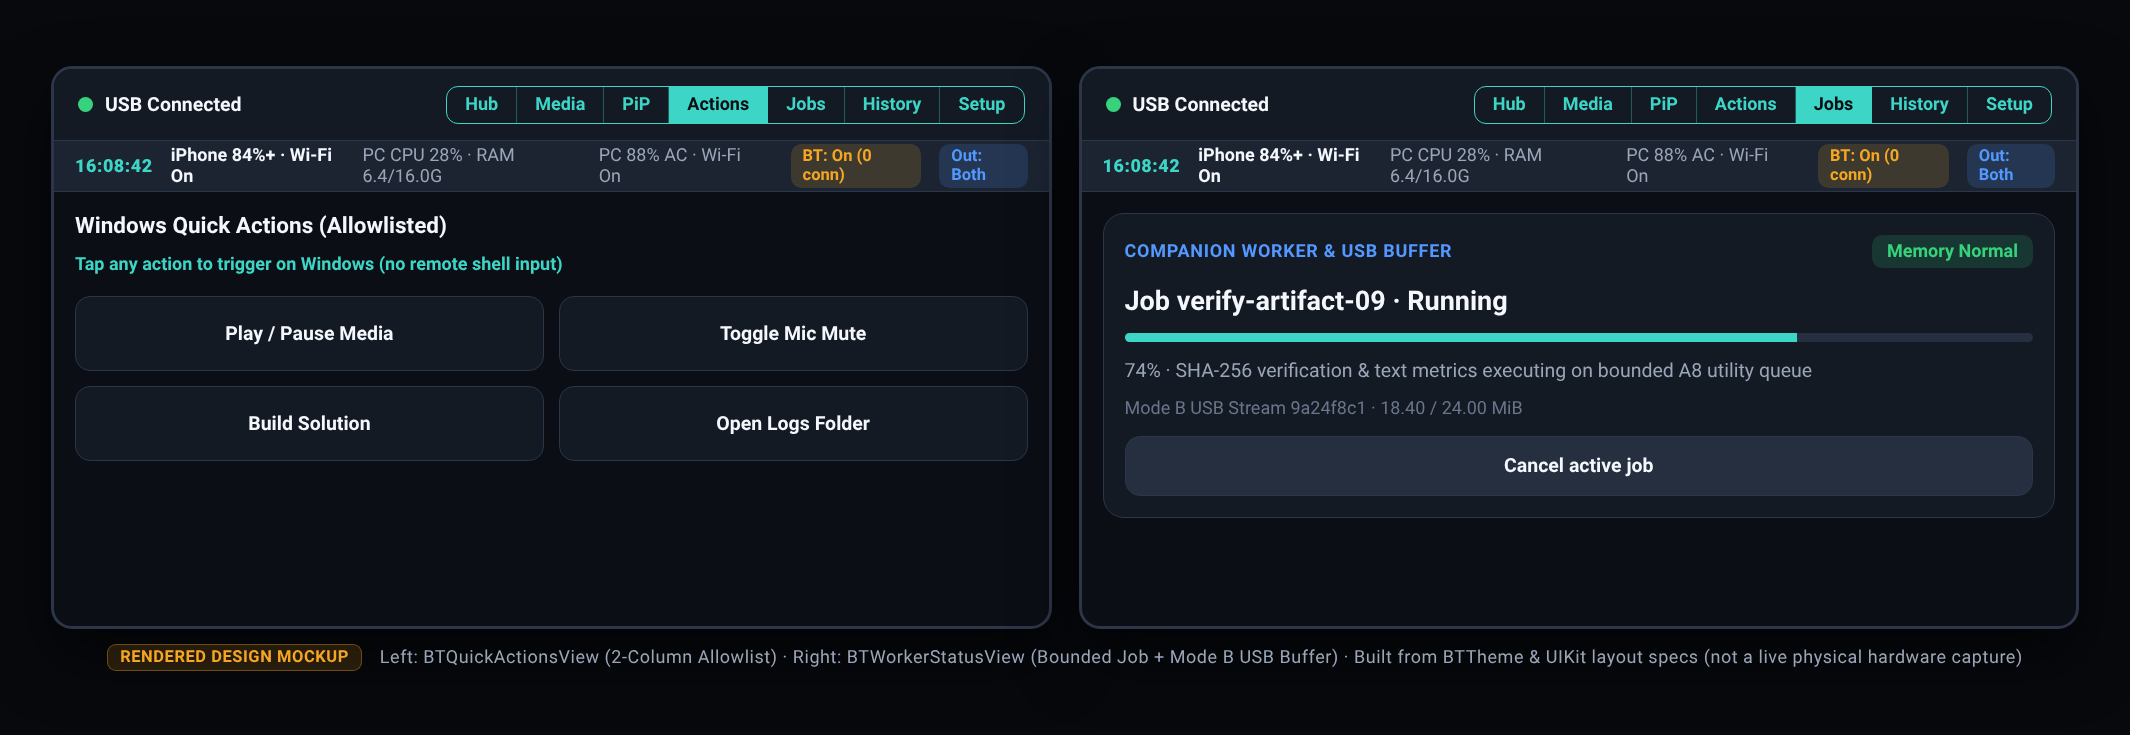 USB Connected
Hub Media PiP Actions Jobs History Setup
16:08:42
iPhone 84%+ · Wi-Fi
On
PC CPU 28% · RAM
6.4/16.0G
PC 88% AC · Wi-Fi
On
BT: On (0
conn)
Out:
Both
Windows Quick Actions (Allowlisted)
Tap any action to trigger on Windows (no remote shell input)
Play / Pause Media
Toggle Mic Mute
Build Solution
Open Logs Folder
USB Connected
Hub Media PiP Actions Jobs History Setup
16:08:42
iPhone 84%+ · Wi-Fi
On
PC CPU 28% · RAM
6.4/16.0G
PC 88% AC · Wi-Fi
On
BT: On (0
conn)
Out:
Both
COMPANION WORKER & USB BUFFER
Memory Normal
Job verify-artifact-09 · Running
74% · SHA-256 verification & text metrics executing on bounded A8 utility queue
Mode B USB Stream 9a24f8c1 · 18.40 / 24.00 MiB
Cancel active job
RENDERED DESIGN MOCKUP
Left: BTQuickActionsView (2-Column Allowlist) · Right: BTWorkerStatusView (Bounded Job + Mode B USB Buffer) · Built from BTTheme & UIKit layout specs (not a live physical hardware capture)